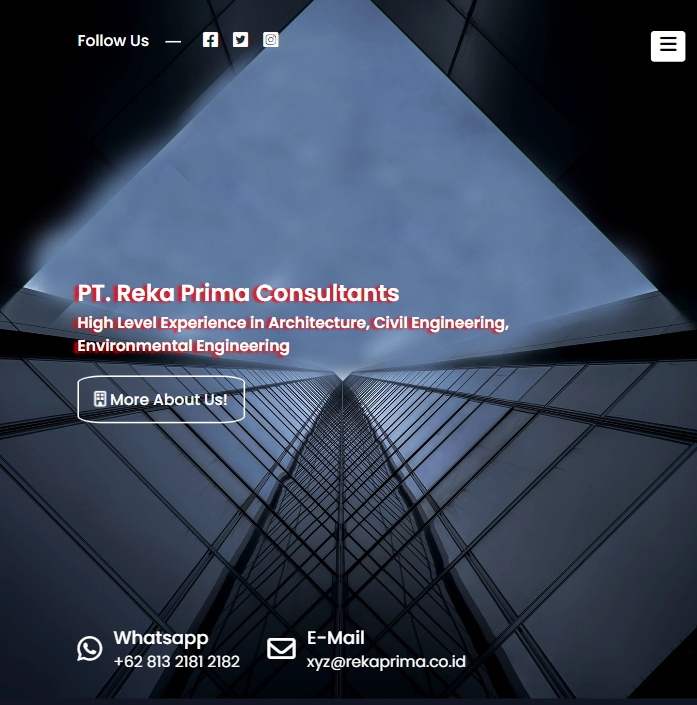 Follow Us —
PT. Reka Prima Consultants
High Level Experience in Architecture, Civil Engineering,
Environmental Engineering
More About Us!
Whatsapp
+62 813 2181 2182
E-Mail
xyz@rekaprima.co.id